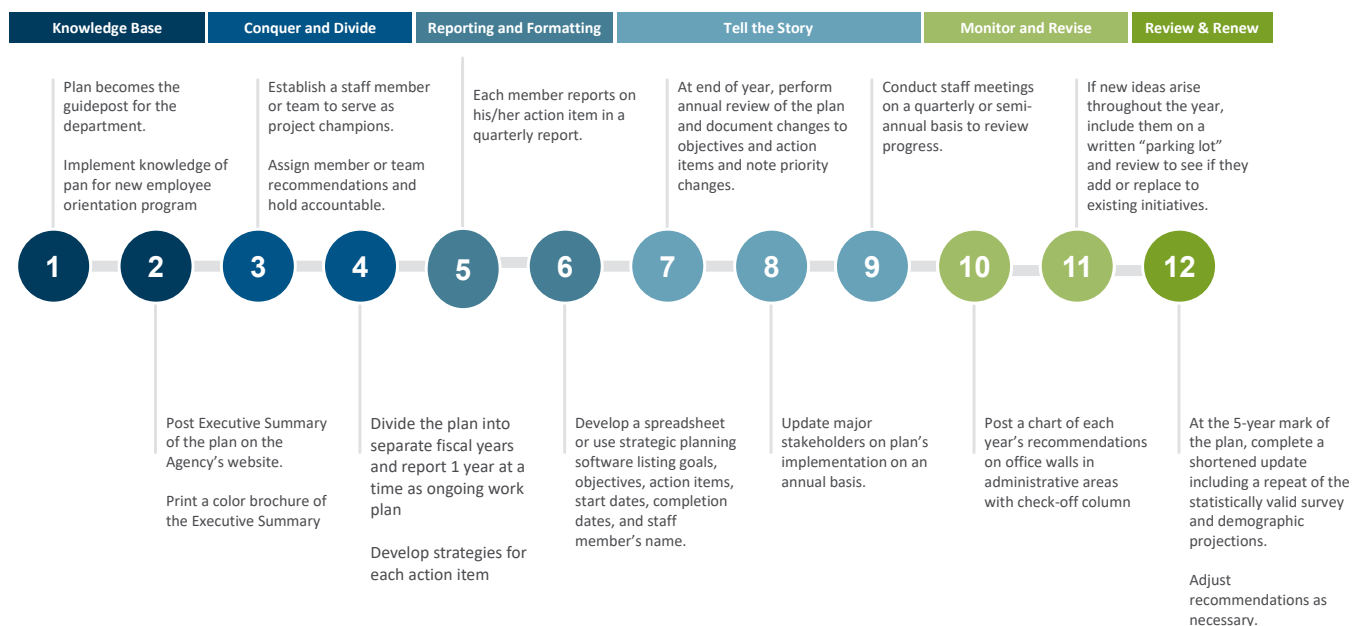 Knowledge Base
Conquer and Divide
Reporting and Formatting
Tell the Story
Monitor and Revise
Review & Renew
Plan becomes the
guidepost for the
department.
Implement knowledge of
pan for new employee
orientation program
Establish a staff member
or team to serve as
project champions.
Assign member or team
recommendations and
hold accountable.
Each member reports on
his/her action item in a
quarterly report.
At end of year, perform
annual review of the plan
and document changes to
objectives and action
items and note priority
changes.
Conduct staff meetings
on a quarterly or semi-
annual basis to review
progress.
If new ideas arise
throughout the year,
include them on a
written “parking lot”
and review to see if they
add or replace to
existing initiatives.
1
2
3
4
5
6
7
8
9
10
11
12
Post Executive Summary
of the plan on the
Agency’s website.
Print a color brochure of
the Executive Summary
Divide the plan into
separate fiscal years
and report 1 year at a
time as ongoing work
plan
Develop strategies for
each action item
Develop a spreadsheet
or use strategic planning
software listing goals,
objectives, action items,
start dates, completion
dates, and staff
member’s name.
Update major
stakeholders on plan’s
implementation on an
annual basis.
Post a chart of each
year’s recommendations
on office walls in
administrative areas
with check-off column
At the 5-year mark of
the plan, complete a
shortened update
including a repeat of the
statistically valid survey
and demographic
projections.
Adjust
recommendations as
necessary.